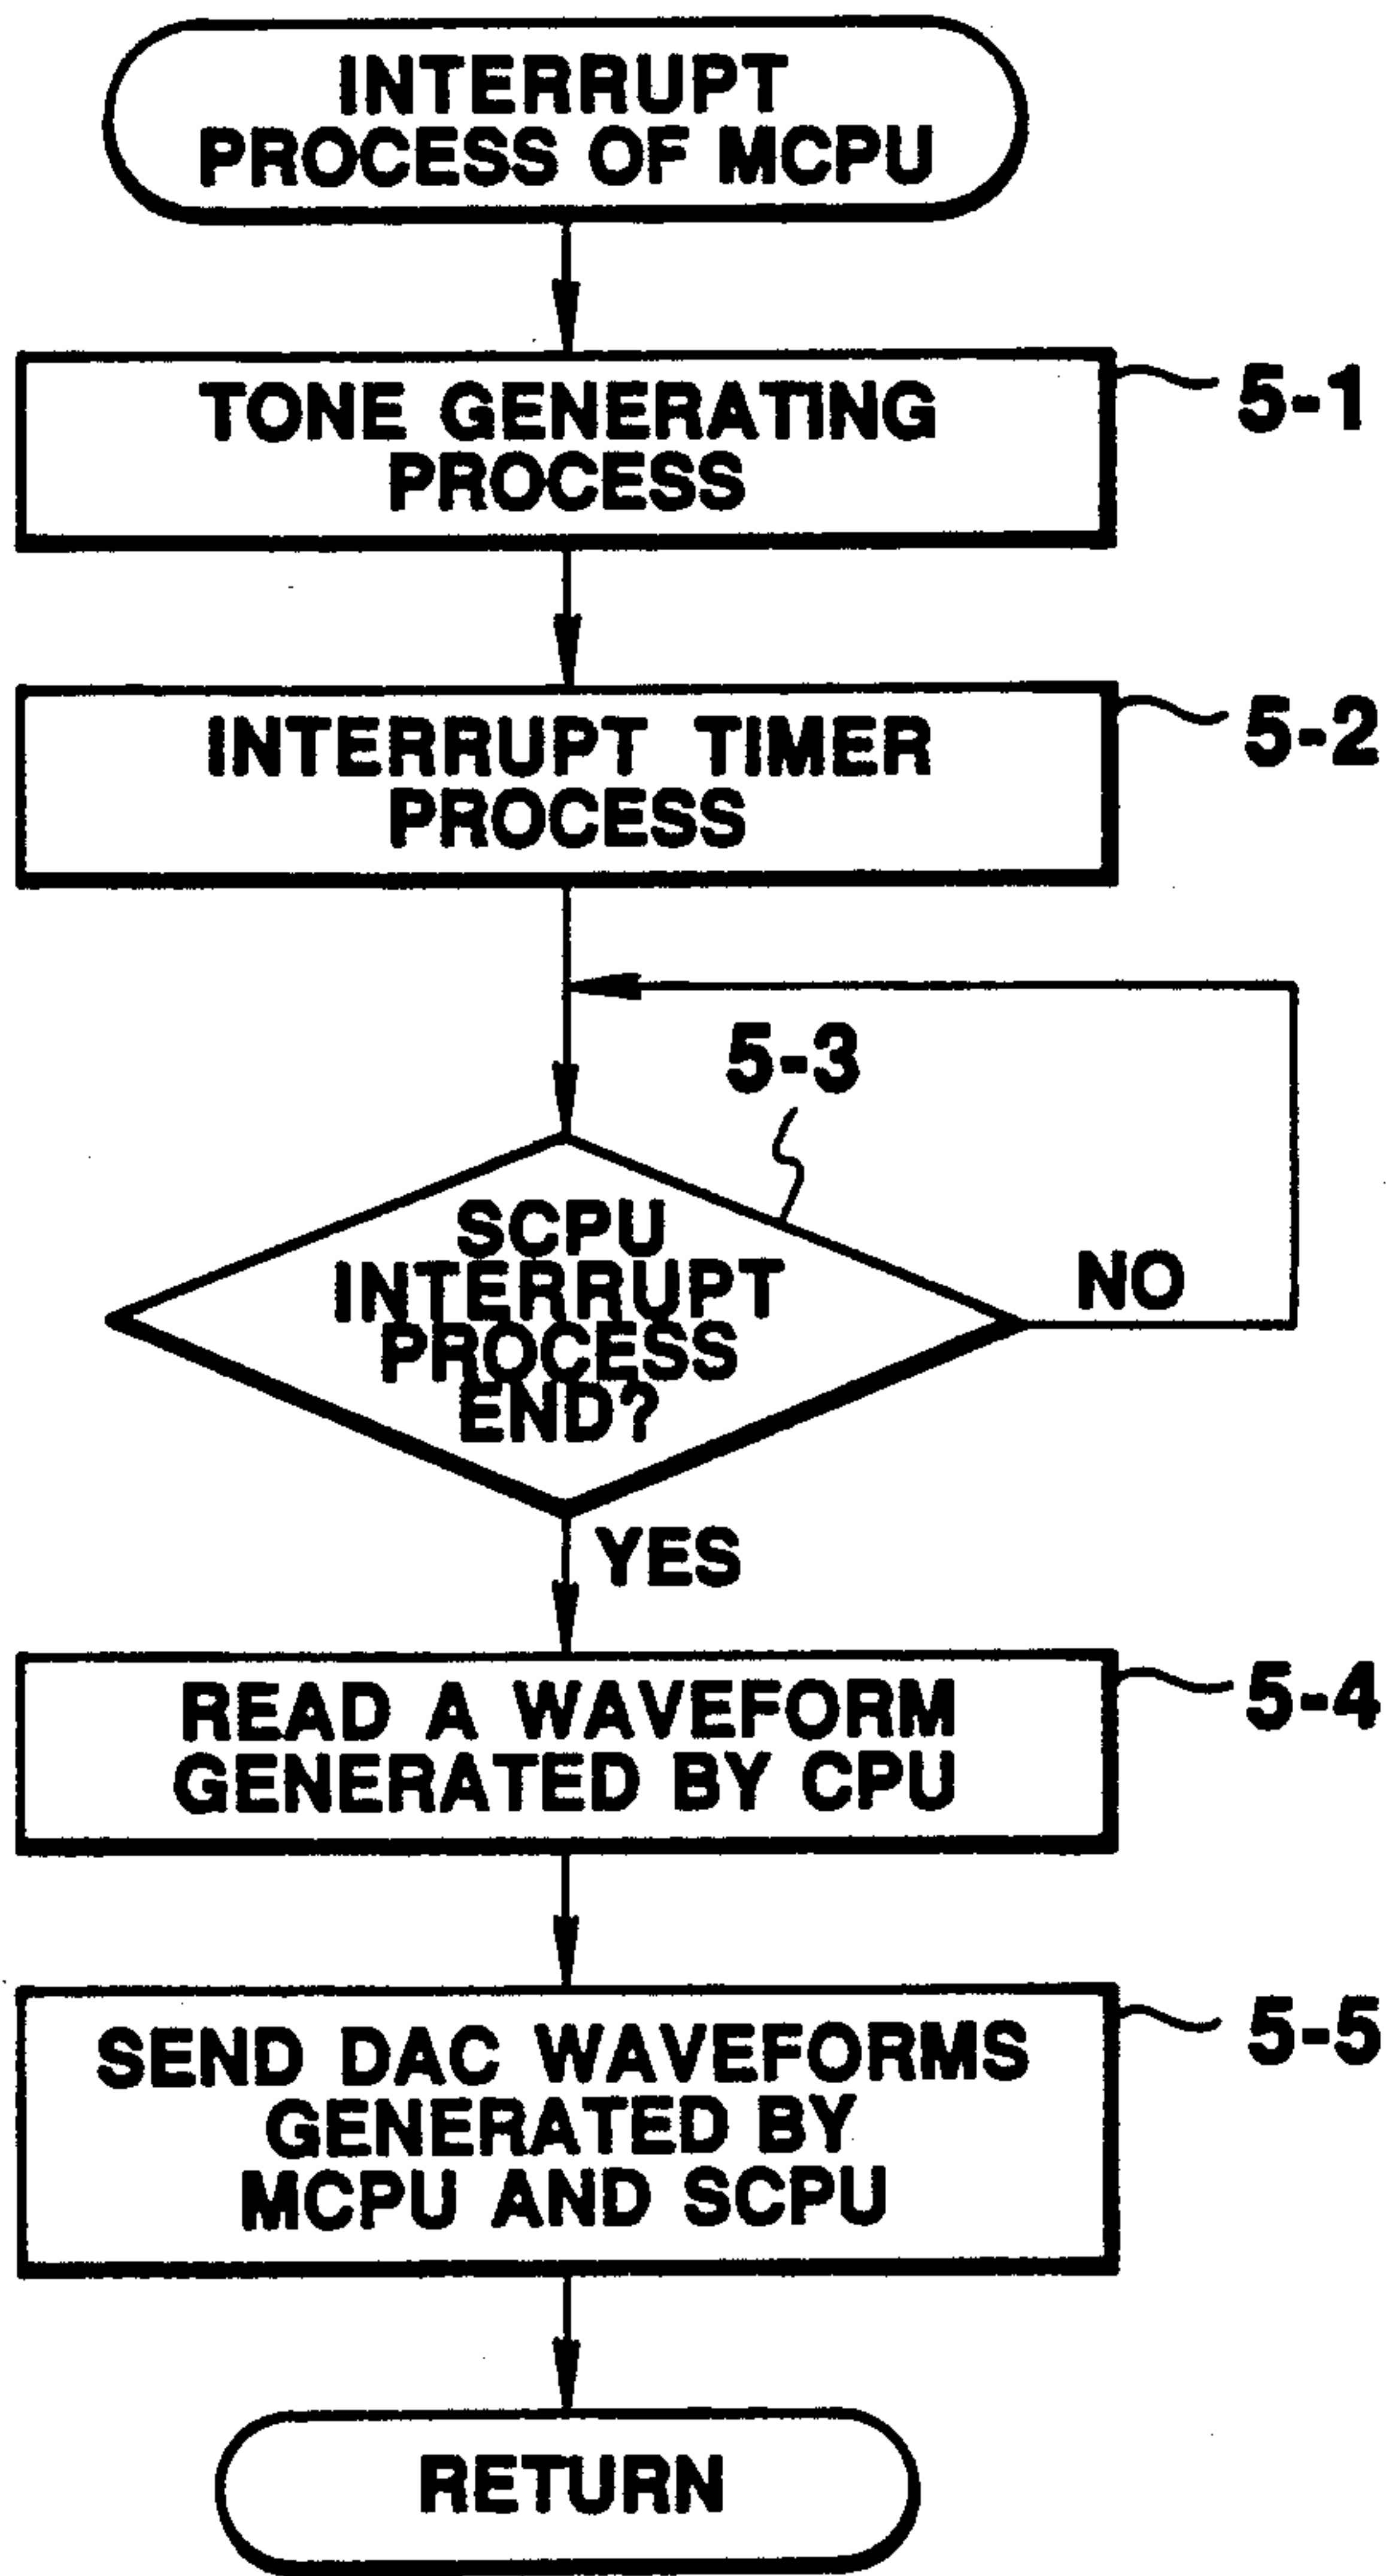 INTERRUPT
PROCESS OF MCPU
TONE GENERATING
PROCESS
5-1
INTERRUPT TIMER
PROCESS
5-2
5-3
SCPU
INTERRUPT
PROCESS
END?
NO
YES
READ A WAVEFORM
GENERATED BY CPU
5-4
SEND DAC WAVEFORMS
GENERATED BY
MCPU AND SCPU
5-5
RETURN